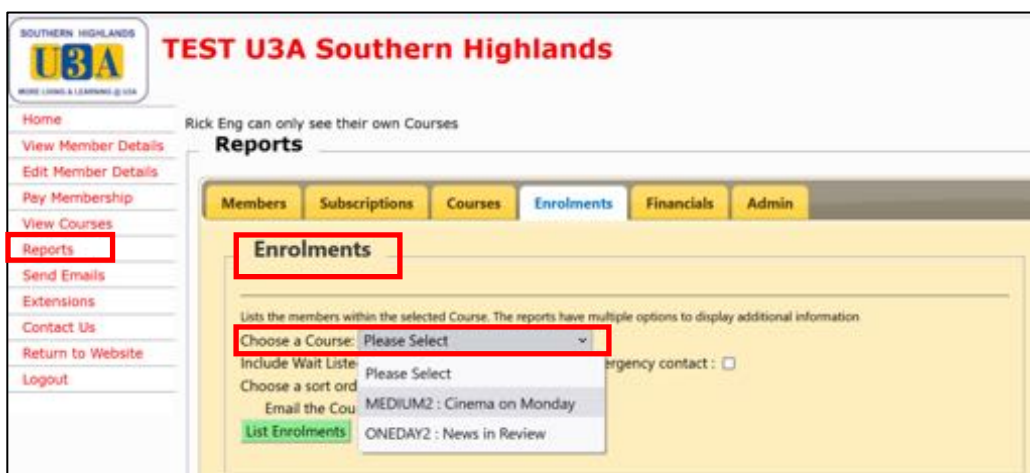 SOUTHERN HIGHLANDS
U3A
MORE LIVING & LEARNING @ U3A
TEST U3A Southern Highlands
Home
View Member Details
Edit Member Details
Pay Membership
View Courses
Reports
Send Emails
Extensions
Contact Us
Return to Website
Logout
Rick Eng can only see their own Courses
Reports
Members Subscriptions Courses Enrolments Financials Admin
Enrolments
Lists the members within the selected Course. The reports have multiple options to display additional information
Choose a Course: Please Select
Include Wait Liste ergency contact :
Choose a sort ord
Email the Cou
List Enrolments
Please Select
MEDIUM2 : Cinema on Monday
ONEDAY2 : News in Review